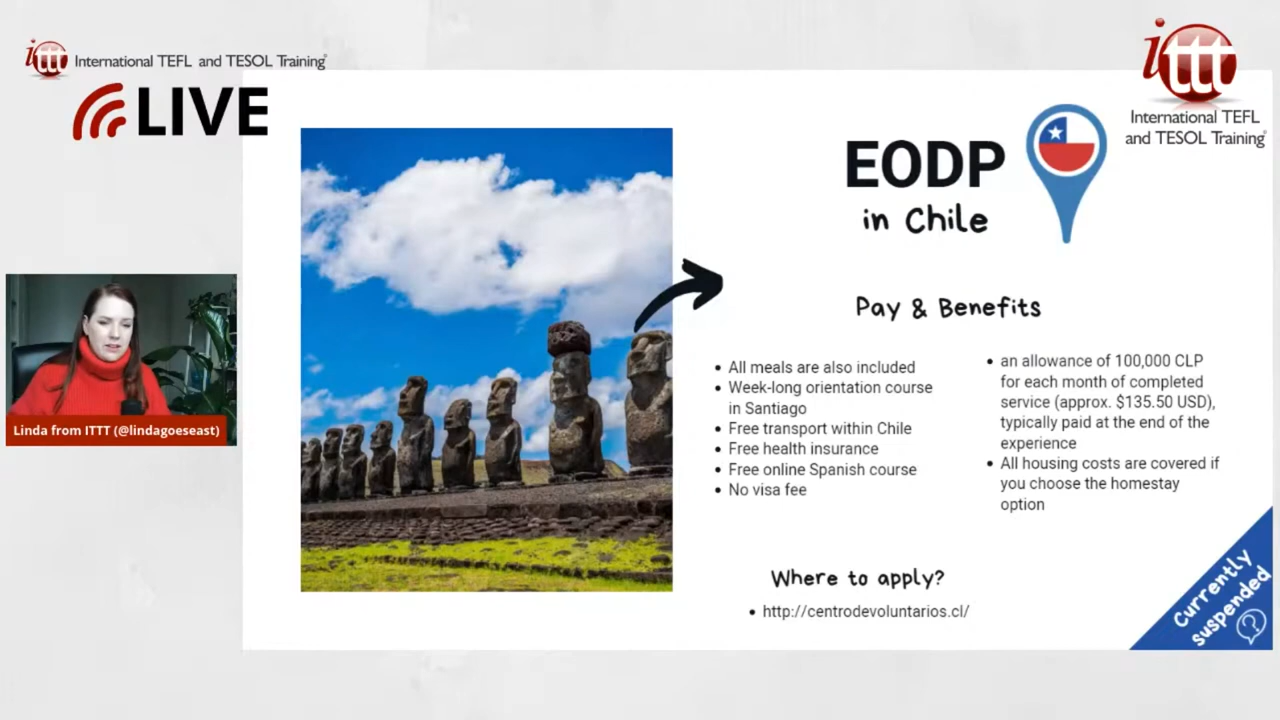 ittt International TEFL and TESOL Training
LIVE
Linda from ITTT (@lindagoeseast)
ittt
International TEFL
and TESOL Training
EODP
in Chile
Pay & Benefits
• All meals are also included
• Week-long orientation course
in Santiago
• Free transport within Chile
• Free health insurance
• Free online Spanish course
• No visa fee
• an allowance of 100,000 CLP
for each month of completed
service (approx. $135.50 USD),
typically paid at the end of the
experience
• All housing costs are covered if
you choose the homestay
option
Where to apply?
• http://centrodevoluntarios.cl/
Currently
suspended